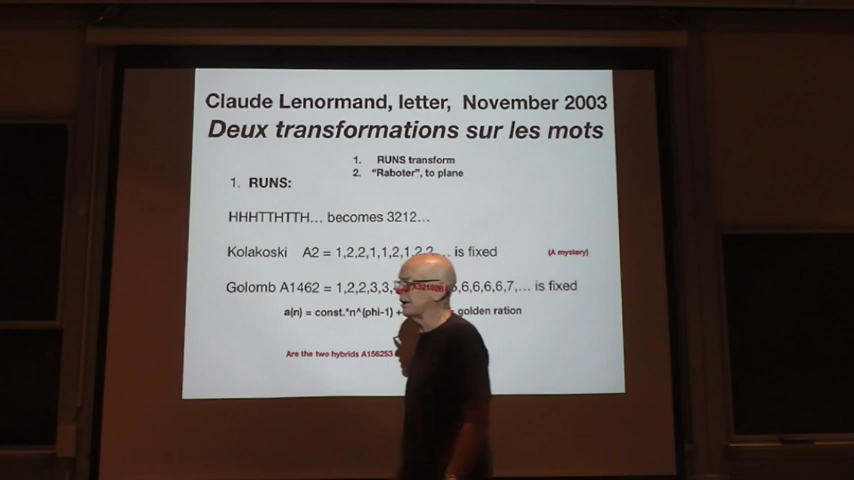 Claude Lenormand, letter, November 2003
Deux transformations sur les mots
1. RUNS transform
2. "Raboter", to plane
1. RUNS:
HHHTTHTTH... becomes 3212...
Kolakoski A2 = 1,2,2,1,1,2,1,2,2,... is fixed (A mystery)
Golomb A1462 = 1,2,2,3,3, 6,6,6,6,7,... is fixed
a(n) = const.*n^(phi-1) + golden ration
Are the two hybrids A156253
A321020